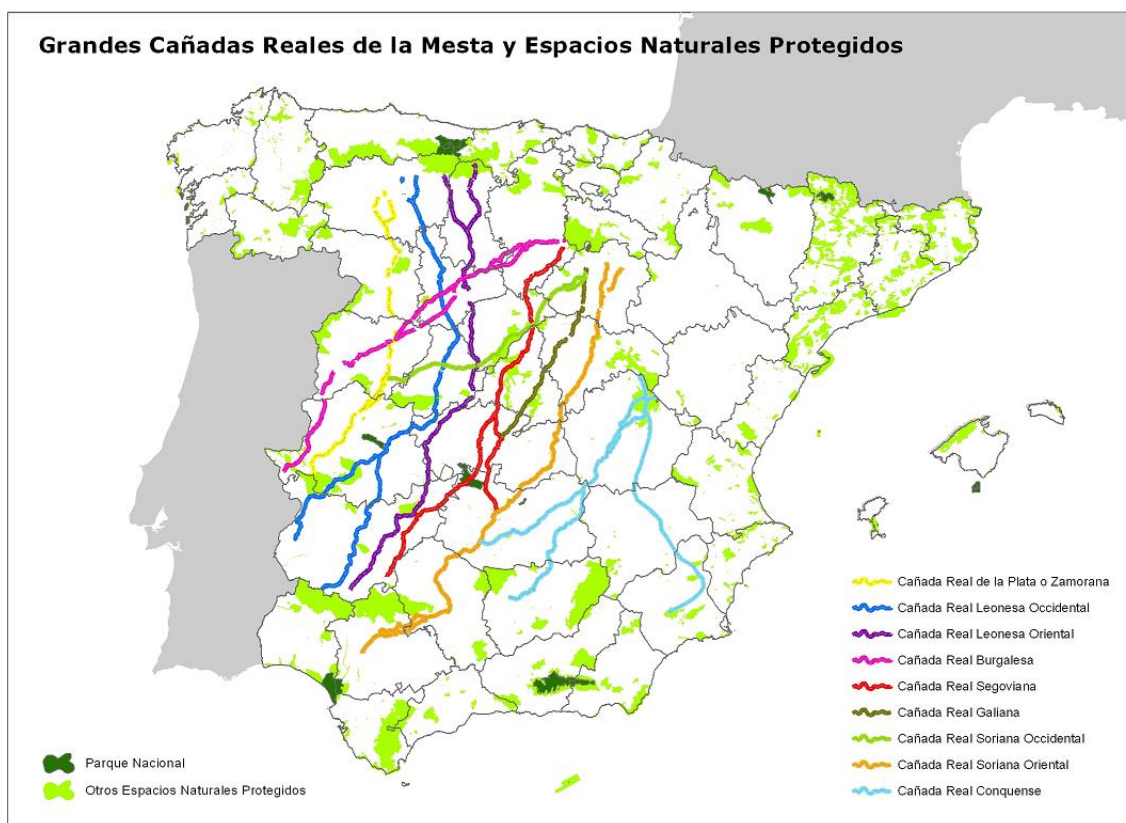 Grandes Cañadas Reales de la Mesta y Espacios Naturales Protegidos
Cañada Real de la Plata o Zamorana
Cañada Real Leonesa Occidental
Cañada Real Leonesa Oriental
Cañada Real Burgalesa
Cañada Real Segoviana
Cañada Real Galiana
Cañada Real Soriana Occidental
Cañada Real Soriana Oriental
Cañada Real Conquense
Parque Nacional
Otros Espacios Naturales Protegidos